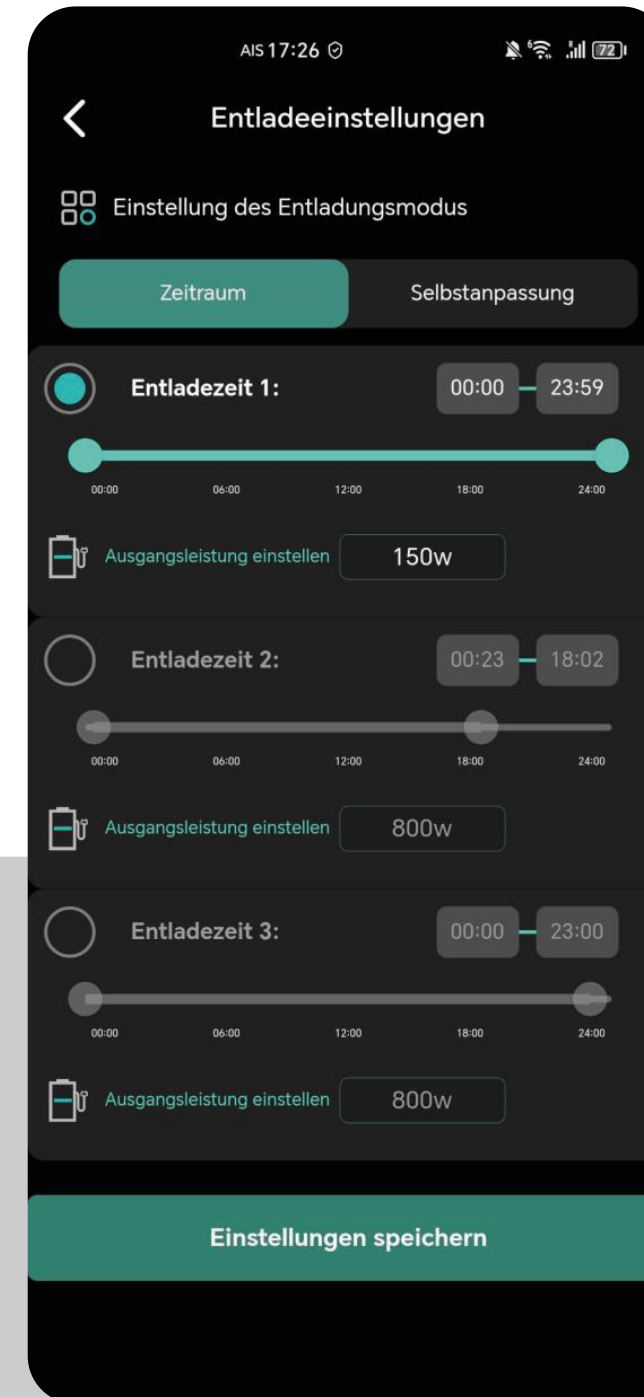 AIS 17:26 72
Entladeeinstellungen
Einstellung des Entladungsmodus
Zeitraum Selbstanpassung
Entladezeit 1: 00:00 – 23:59
00:00 06:00 12:00 18:00 24:00
Ausgangsleistung einstellen 150w
Entladezeit 2: 00:23 – 18:02
00:00 06:00 12:00 18:00 24:00
Ausgangsleistung einstellen 800w
Entladezeit 3: 00:00 – 23:00
00:00 06:00 12:00 18:00 24:00
Ausgangsleistung einstellen 800w
Einstellungen speichern